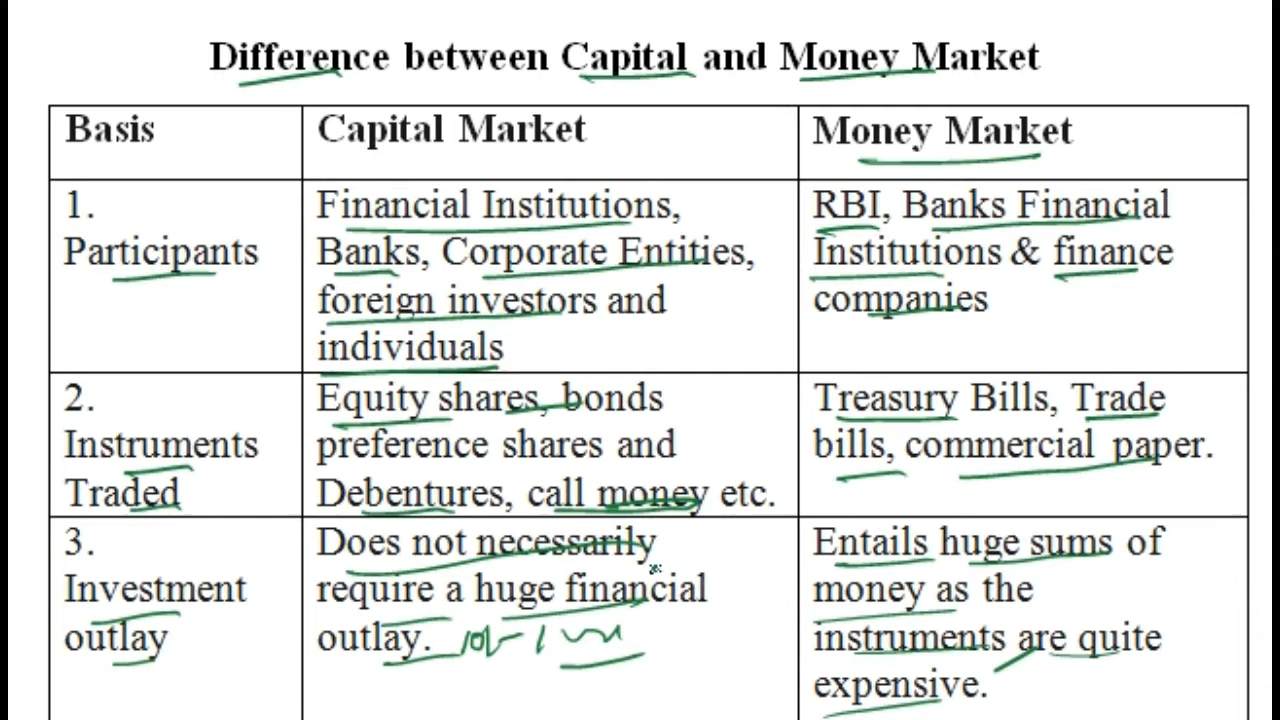 Difference between Capital and Money Market
Basis
Capital Market
Money Market
1.
Participants
Financial Institutions,
Banks, Corporate Entities,
foreign investors and
individuals
RBI, Banks Financial
Institutions & finance
companies
2.
Instruments
Traded
Equity shares, bonds
preference shares and
Debentures, call money etc.
Treasury Bills, Trade
bills, commercial paper.
3.
Investment
outlay
Does not necessarily
require a huge financial
outlay.
Entails huge sums of
money as the
instruments are quite
expensive.